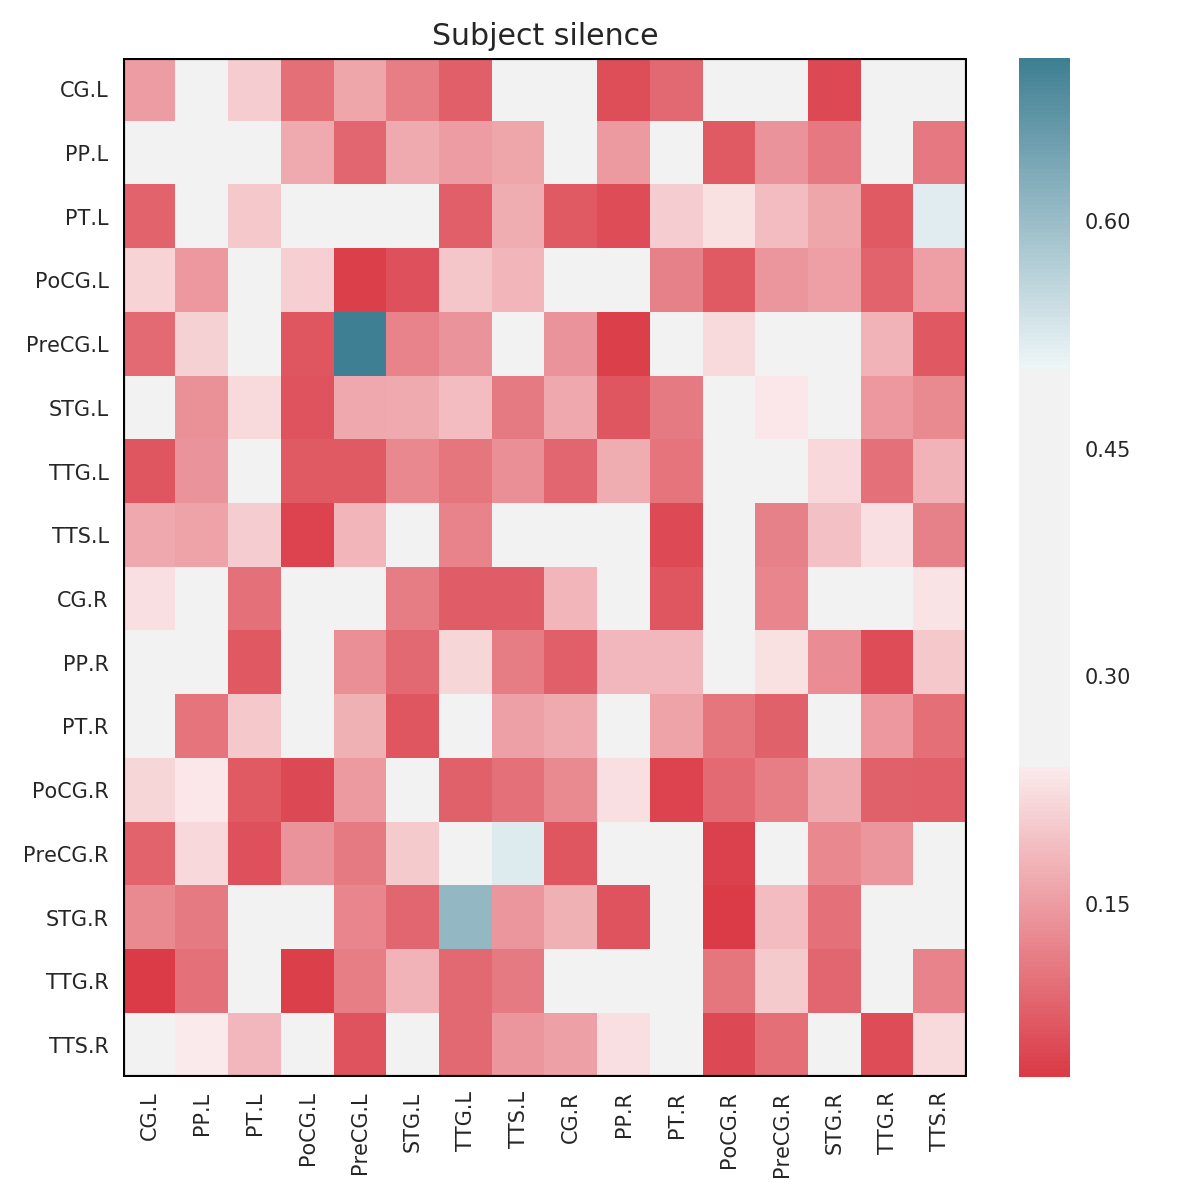 Subject silence
CG.L
PP.L
PT.L
PoCG.L
PreCG.L
STG.L
TTG.L
TTS.L
CG.R
PP.R
PT.R
PoCG.R
PreCG.R
STG.R
TTG.R
TTS.R
0.60
0.45
0.30
0.15
CG.L
PP.L
PT.L
PoCG.L
PreCG.L
STG.L
TTG.L
TTS.L
CG.R
PP.R
PT.R
PoCG.R
PreCG.R
STG.R
TTG.R
TTS.R